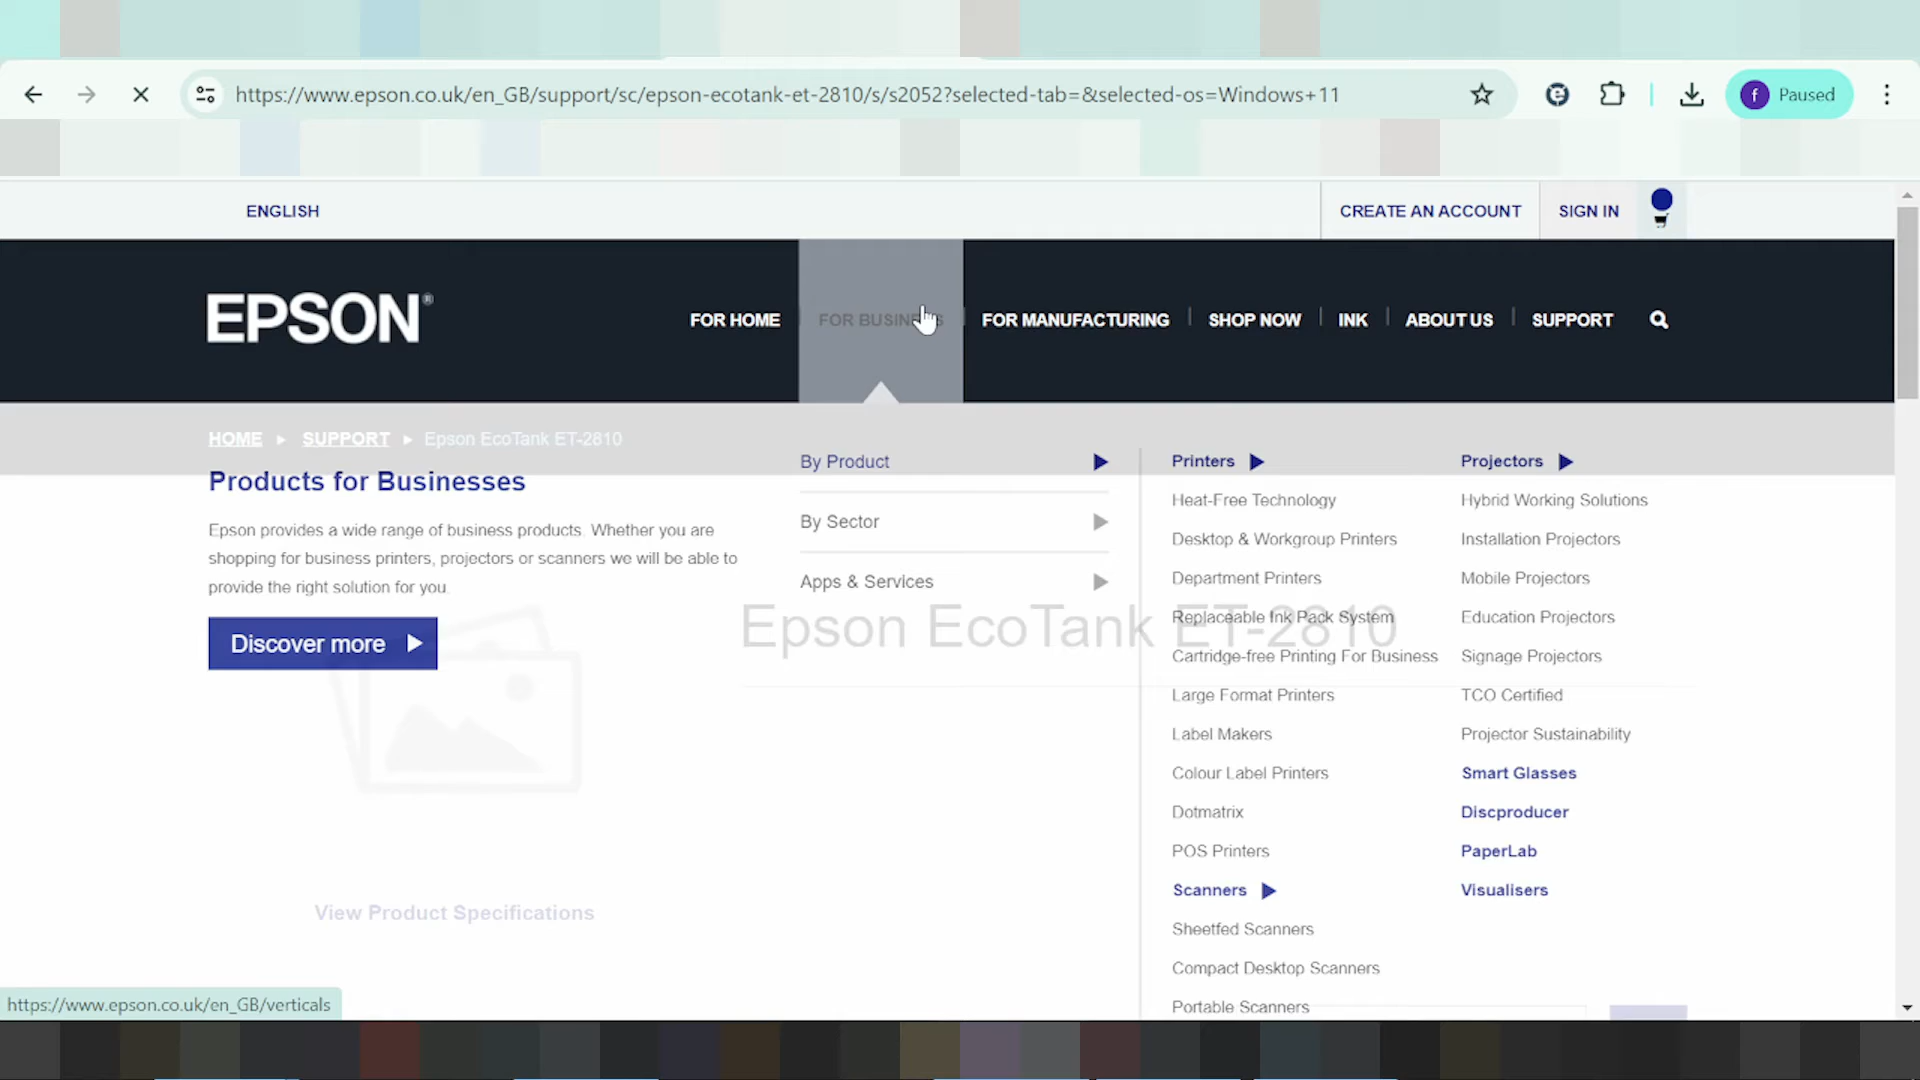 https://www.epson.co.uk/en_GB/support/sc/epson-ecotank-et-2810/s/s2052?selected-tab=&selected-os=Windows+11
f Paused
ENGLISH
CREATE AN ACCOUNT
SIGN IN
EPSON®
FOR HOME
FOR BUSINESS
FOR MANUFACTURING
SHOP NOW
INK
ABOUT US
SUPPORT
HOME ▸ SUPPORT ▸ Epson EcoTank ET-2810
Products for Businesses
Epson provides a wide range of business products. Whether you are
shopping for business printers, projectors or scanners we will be able to
provide the right solution for you.
Discover more
By Product
By Sector
Apps & Services
Epson EcoTank ET-2810
Printers
Heat-Free Technology
Desktop & Workgroup Printers
Department Printers
Replaceable Ink Pack System
Cartridge-free Printing For Business
Large Format Printers
Label Makers
Colour Label Printers
Dotmatrix
POS Printers
Scanners
Sheetfed Scanners
Compact Desktop Scanners
Portable Scanners
Projectors
Hybrid Working Solutions
Installation Projectors
Mobile Projectors
Education Projectors
Signage Projectors
TCO Certified
Projector Sustainability
Smart Glasses
Discproducer
PaperLab
Visualisers
View Product Specifications
https://www.epson.co.uk/en_GB/verticals